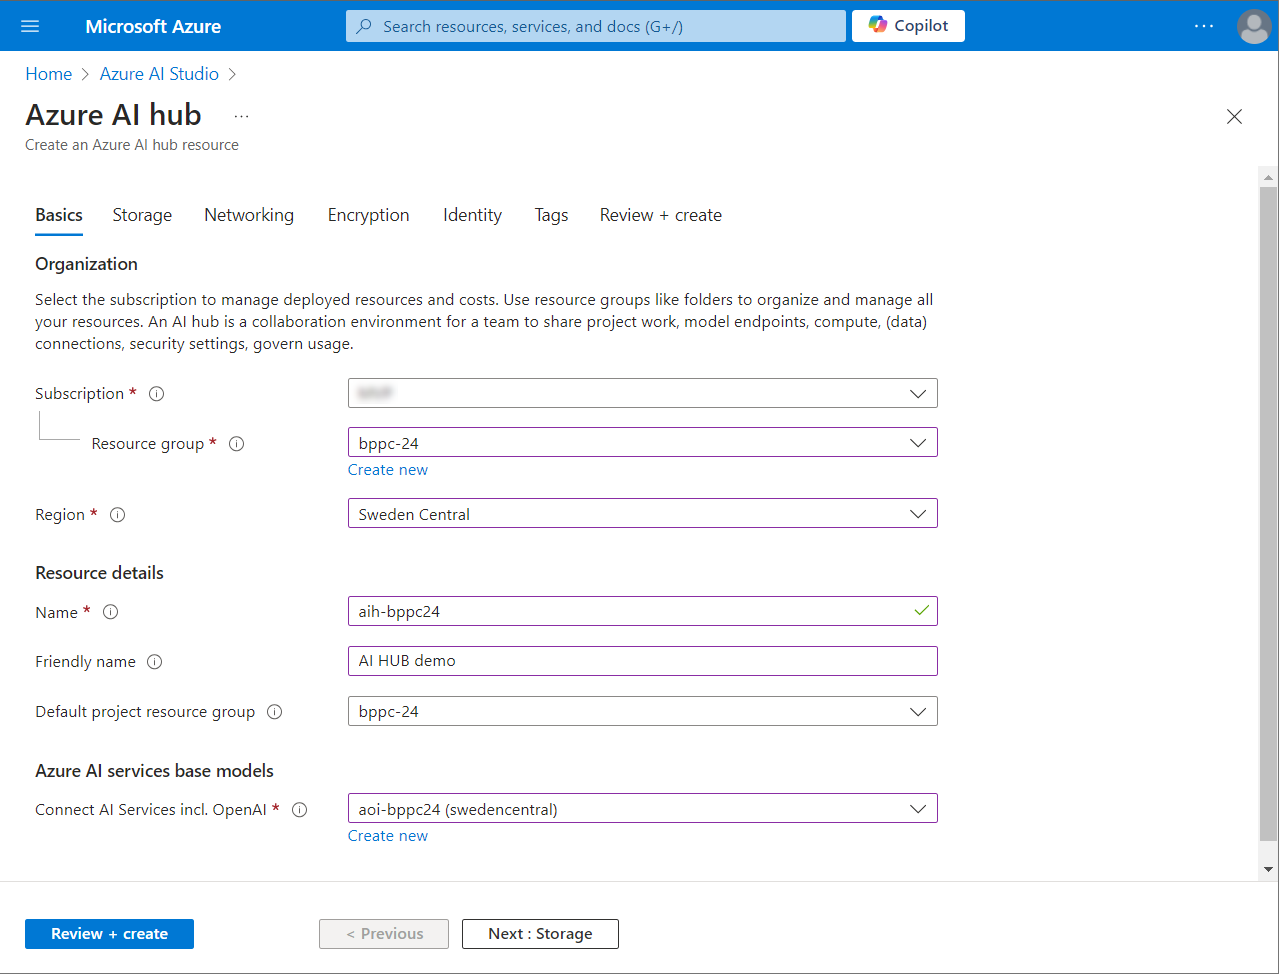 Microsoft Azure
Search resources, services, and docs (G+/)
Copilot
Home > Azure AI Studio >
Azure AI hub ...
Create an Azure AI hub resource
Basics Storage Networking Encryption Identity Tags Review + create
Organization
Select the subscription to manage deployed resources and costs. Use resource groups like folders to organize and manage all
your resources. An AI hub is a collaboration environment for a team to share project work, model endpoints, compute, (data)
connections, security settings, govern usage.
Subscription *
Resource group * bppc-24
Create new
Region * Sweden Central
Resource details
Name * aih-bppc24
Friendly name AI HUB demo
Default project resource group bppc-24
Azure AI services base models
Connect AI Services incl. OpenAI * aoi-bppc24 (swedencentral)
Create new
Review + create < Previous Next : Storage